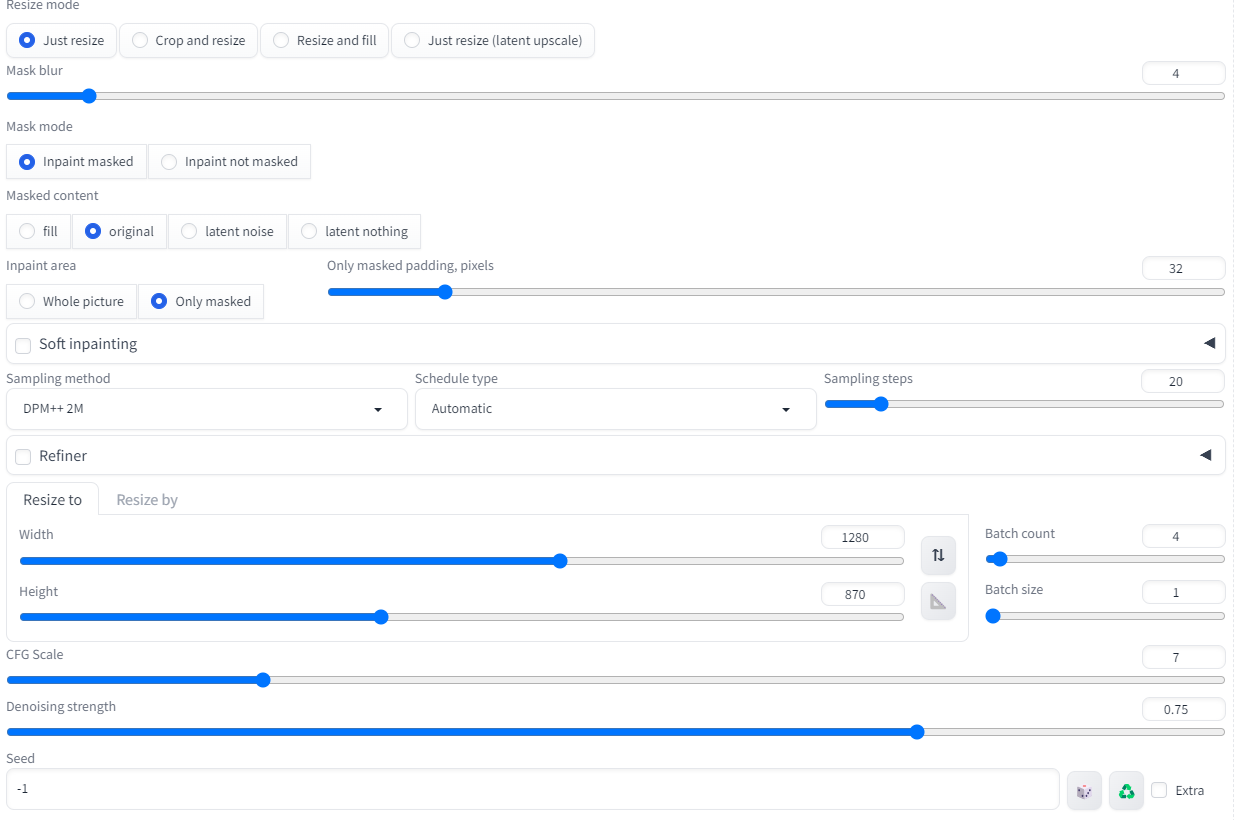 Resize mode
Just resize Crop and resize Resize and fill Just resize (latent upscale)
Mask blur 4
Mask mode
Inpaint masked Inpaint not masked
Masked content
fill original latent noise latent nothing
Inpaint area Only masked padding, pixels 32
Whole picture Only masked
Soft inpainting
Sampling method Schedule type Sampling steps 20
DPM++ 2M Automatic
Refiner
Resize to Resize by
Width 1280 Batch count 4
Height 870 Batch size 1
CFG Scale 7
Denoising strength 0.75
Seed
-1 Extra